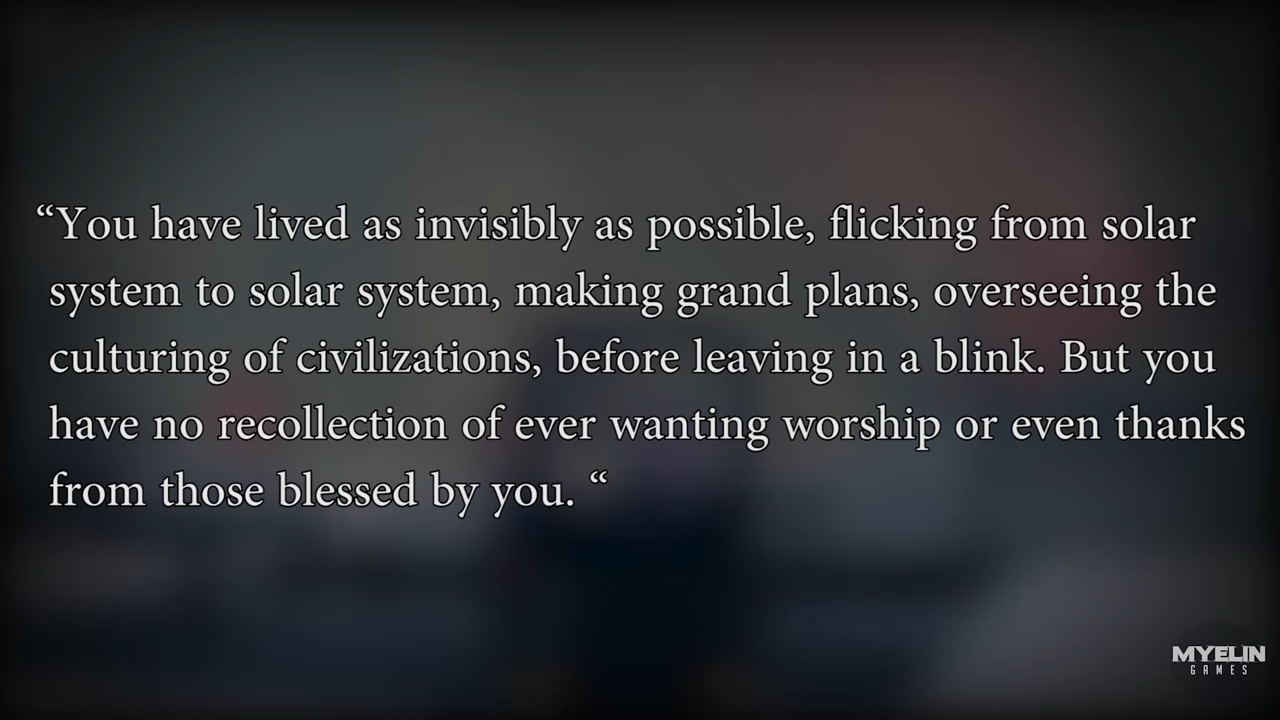 “You have lived as invisibly as possible, flicking from solar
system to solar system, making grand plans, overseeing the
culturing of civilizations, before leaving in a blink. But you
have no recollection of ever wanting worship or even thanks
from those blessed by you. “
MYELIN
GAMES